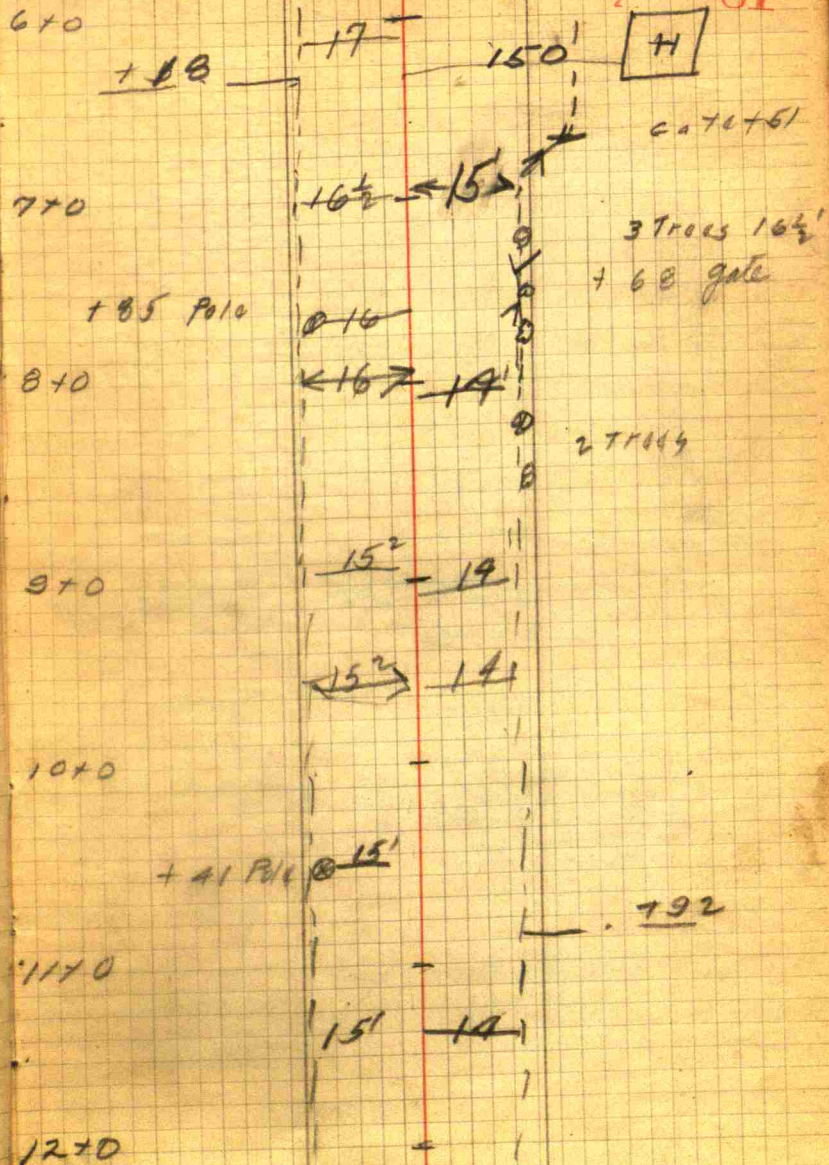 6+0 17 150' H
+18
Gate +61
7+0 16½ 15'
3 Trees 16½'
+ 68 gate
+85 Pole 16
8+0 16 14'
2 Trees
9+0 15² 14
15² 14
10+0
+41 Pole 15'
+92
11+0
15' 14
12+0